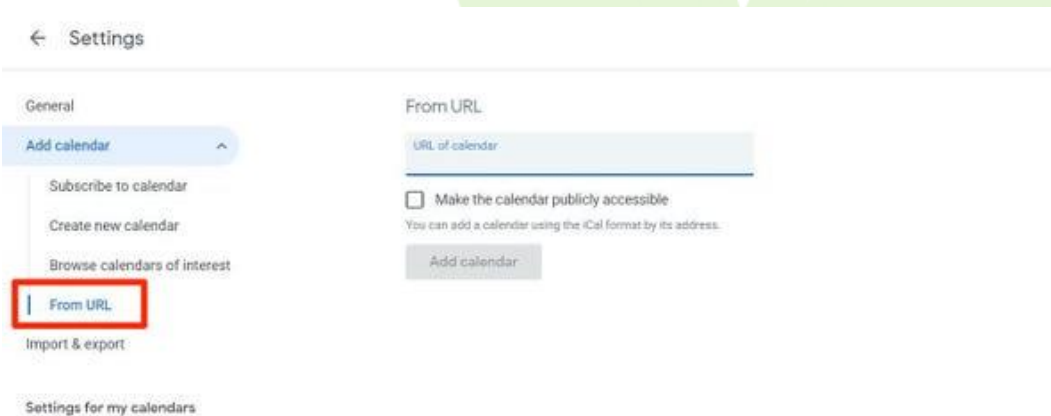 Settings
General
Add calendar
Subscribe to calendar
Create new calendar
Browse calendars of interest
From URL
Import & export
Settings for my calendars
From URL
URL of calendar
Make the calendar publicly accessible
You can add a calendar using the iCal format by its address.
Add calendar